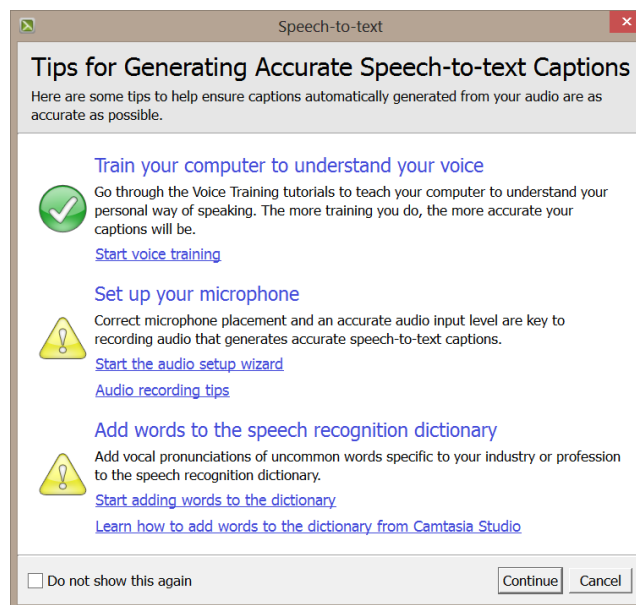 Speech-to-text
Tips for Generating Accurate Speech-to-text Captions
Here are some tips to help ensure captions automatically generated from your audio are as
accurate as possible.
Train your computer to understand your voice
Go through the Voice Training tutorials to teach your computer to understand your
personal way of speaking. The more training you do, the more accurate your
captions will be.
Start voice training
Set up your microphone
Correct microphone placement and an accurate audio input level are key to
recording audio that generates accurate speech-to-text captions.
Start the audio setup wizard
Audio recording tips
Add words to the speech recognition dictionary
Add vocal pronunciations of uncommon words specific to your industry or profession
to the speech recognition dictionary.
Start adding words to the dictionary
Learn how to add words to the dictionary from Camtasia Studio
Do not show this again
Continue
Cancel